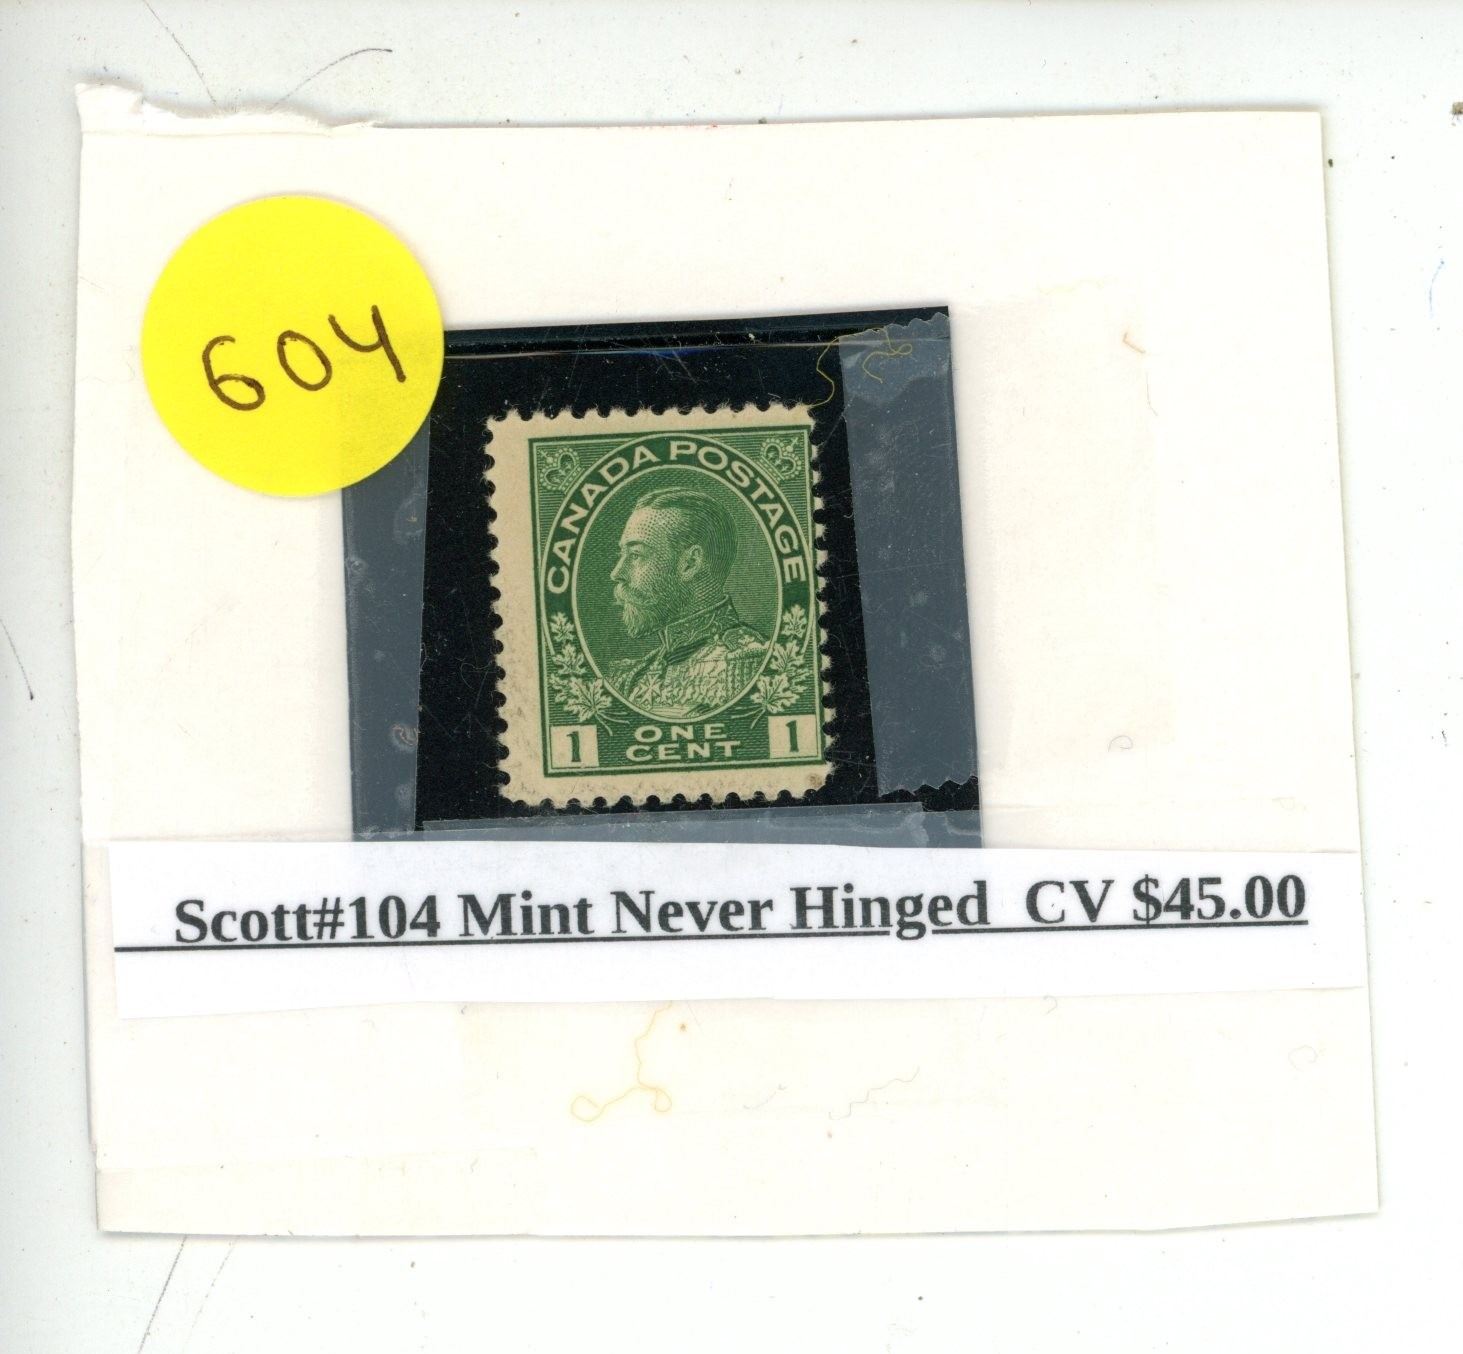 604
CANADA POSTAGE
1 ONE CENT 1
Scott#104 Mint Never Hinged CV $45.00